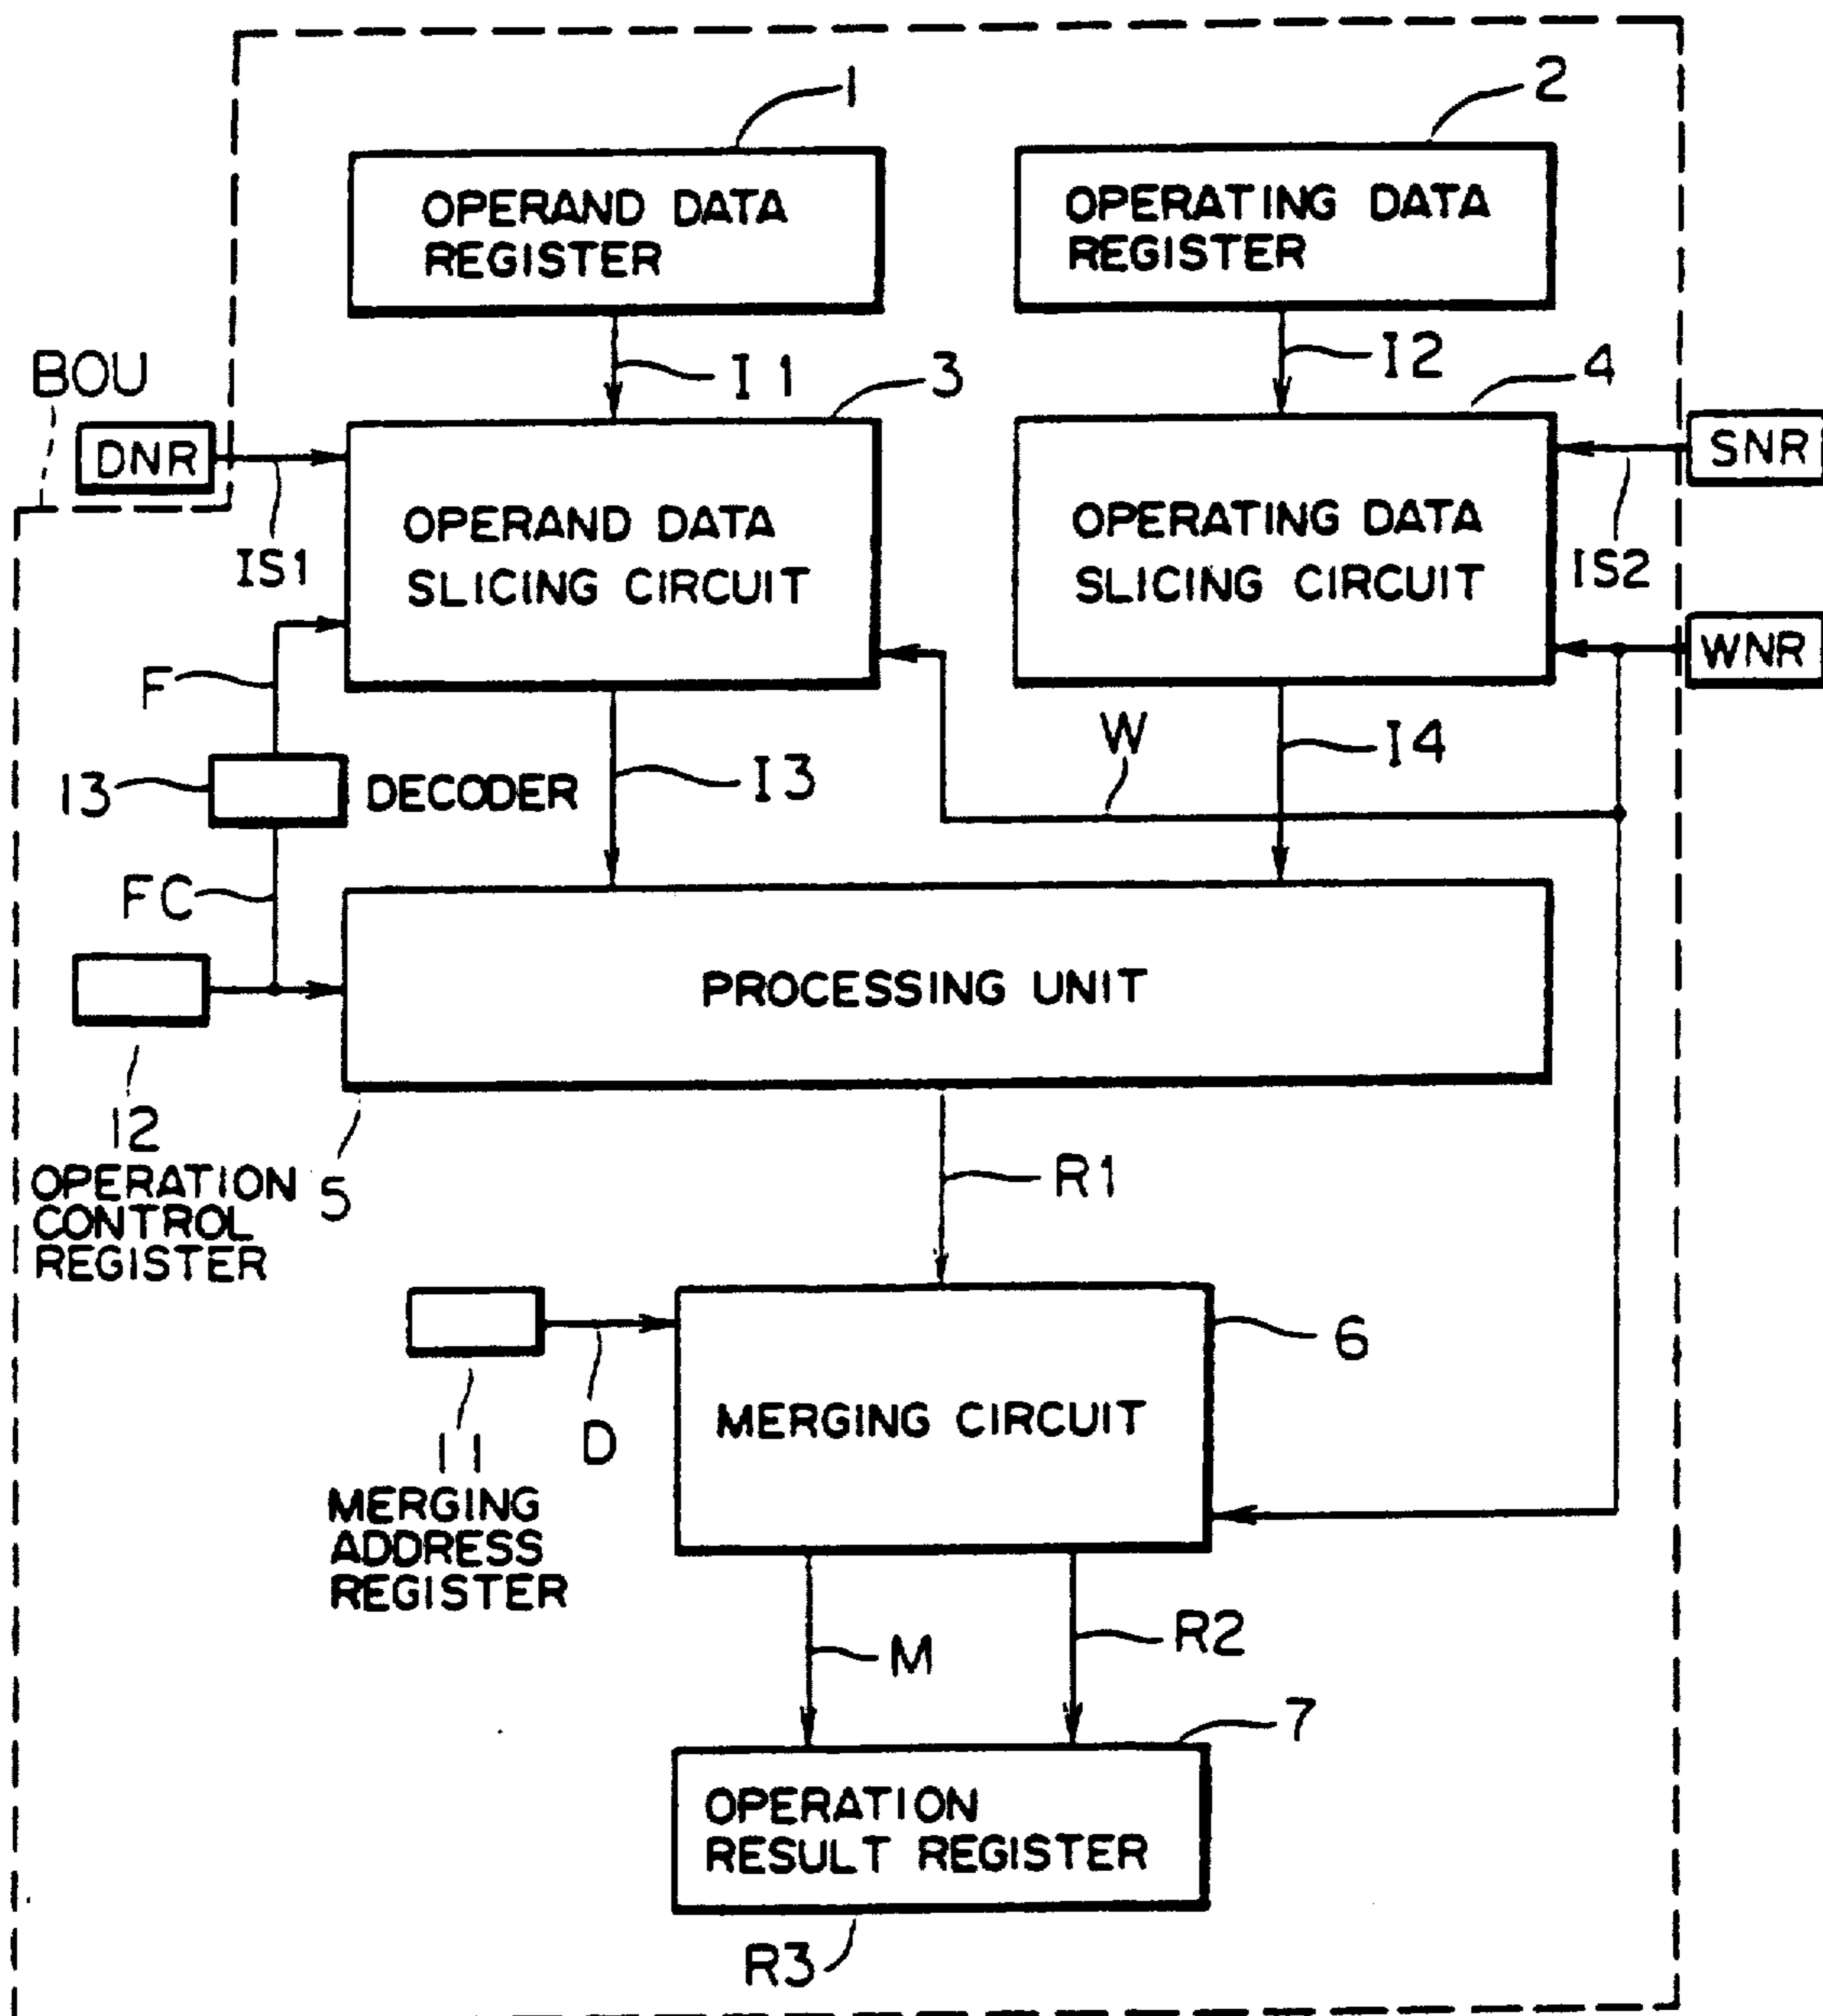 1
2
OPERAND DATA
REGISTER
OPERATING DATA
REGISTER
BOU
I1
3
I2
4
DNR
SNR
IS1
OPERAND DATA
SLICING CIRCUIT
OPERATING DATA
SLICING CIRCUIT
IS2
WNR
F
W
I4
I3
13
DECODER
FC
PROCESSING UNIT
12
OPERATION
CONTROL
REGISTER
5
R1
6
D
MERGING CIRCUIT
11
MERGING
ADDRESS
REGISTER
M
R2
7
OPERATION
RESULT REGISTER
R3